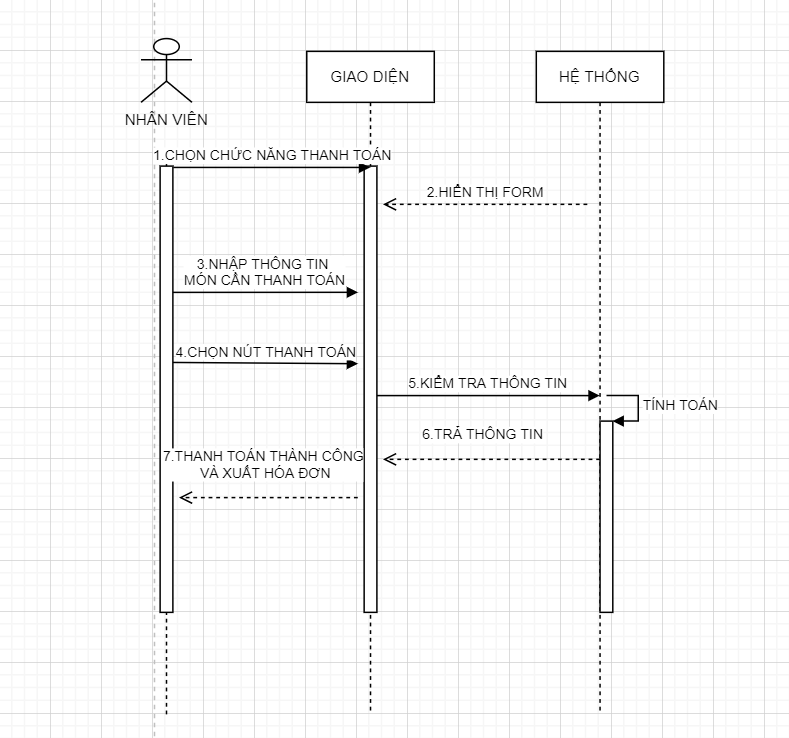 NHÂN VIÊN
GIAO DIỆN
HỆ THỐNG
1.CHỌN CHỨC NĂNG THANH TOÁN
2.HIỂN THỊ FORM
3.NHẬP THÔNG TIN
MÓN CẦN THANH TOÁN
4.CHỌN NÚT THANH TOÁN
5.KIỂM TRA THÔNG TIN
TÍNH TOÁN
6.TRẢ THÔNG TIN
7.THANH TOÁN THÀNH CÔNG
VÀ XUẤT HÓA ĐƠN